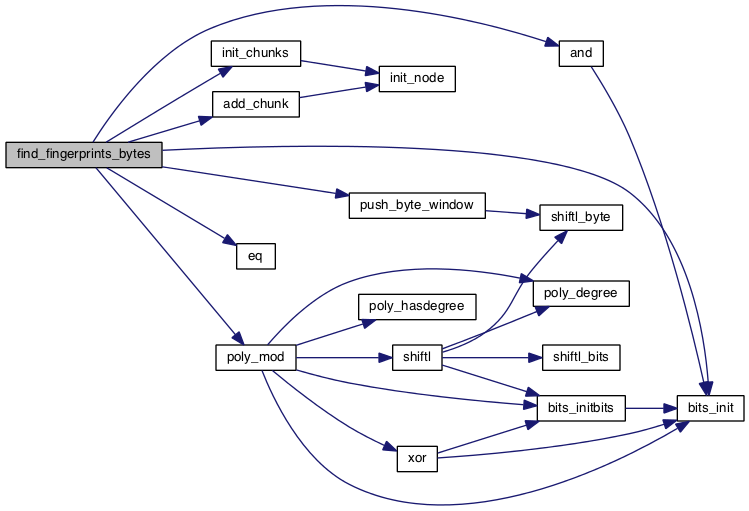 and
init_chunks
init_node
add_chunk
find_fingerprints_bytes
push_byte_window
shiftl_byte
eq
poly_degree
poly_hasdegree
poly_mod
shiftl
shiftl_bits
bits_initbits
bits_init
xor